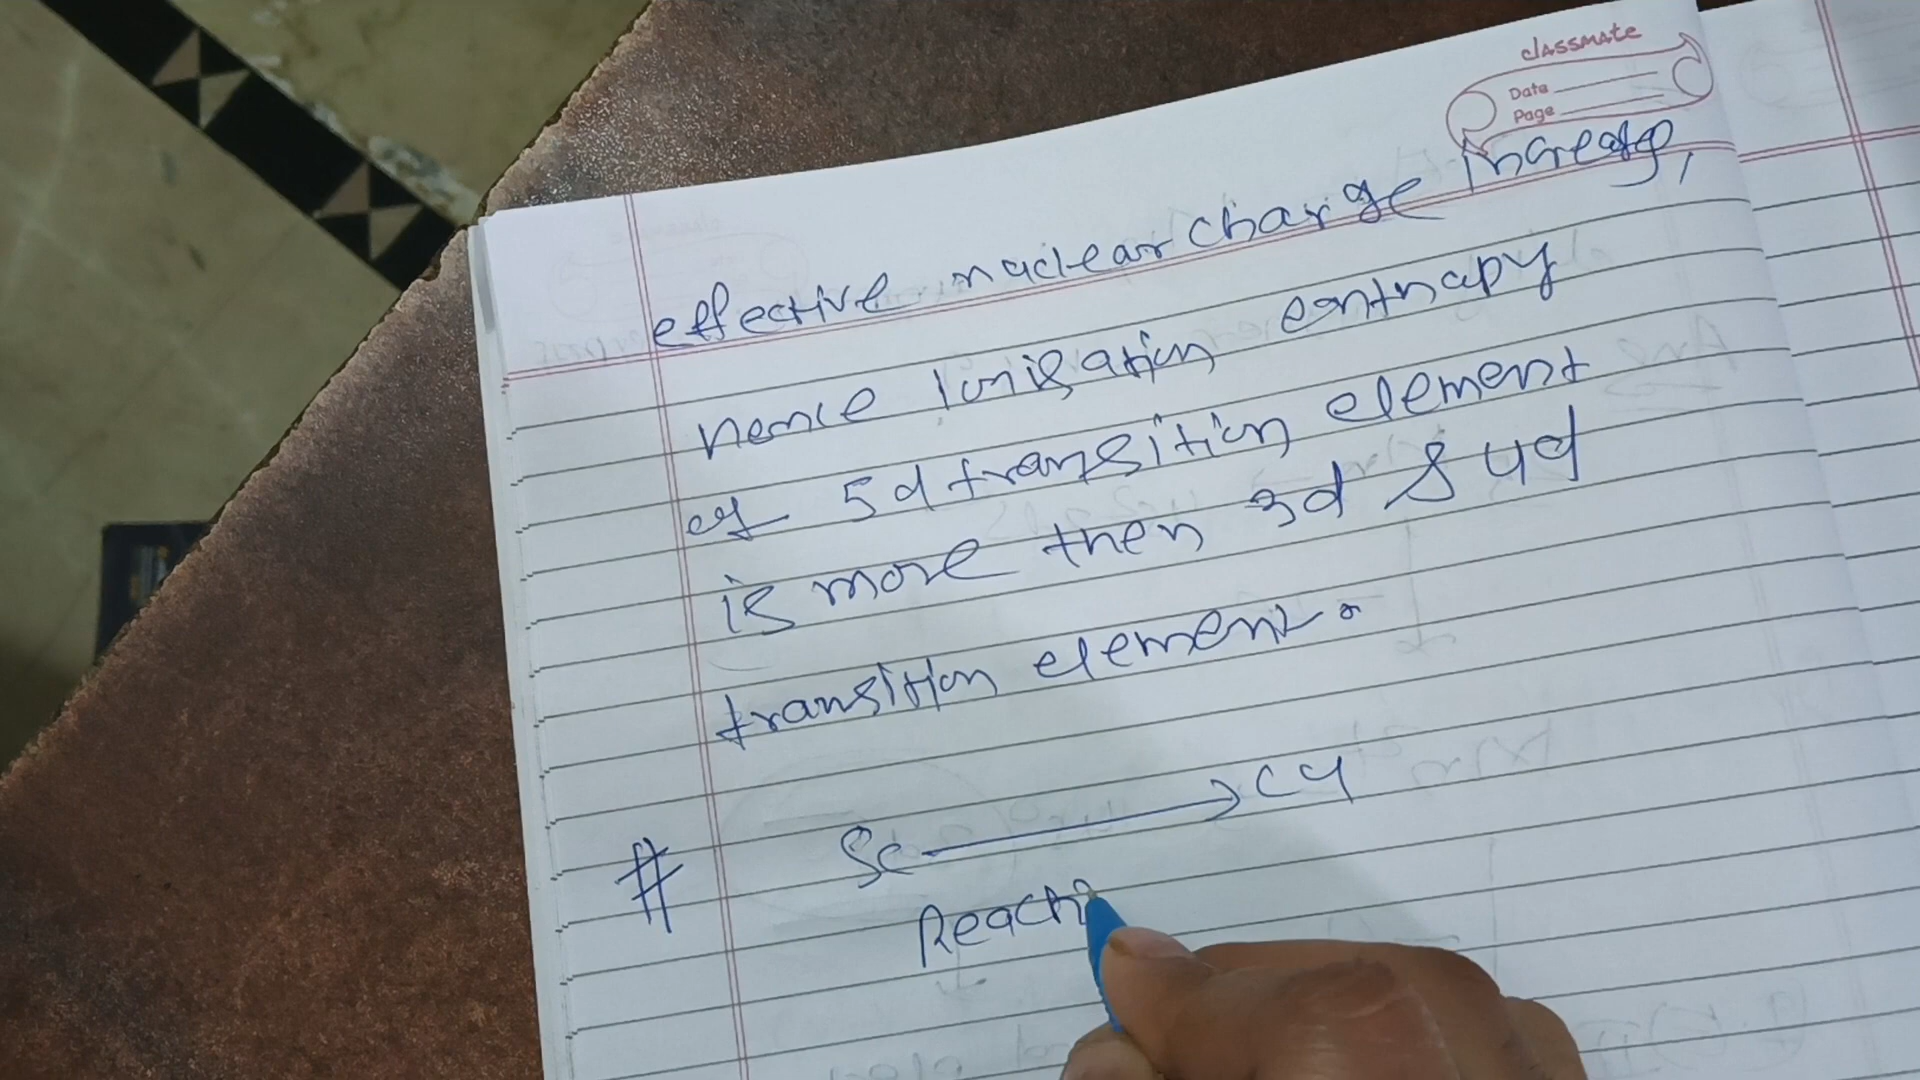 classmate
Date
Page
effective nuclear charge increase,
hence Ionisation enthapy
of 5d transition element
is more then 3d & 4d
transition element.
# Sc → Cu
Reacti